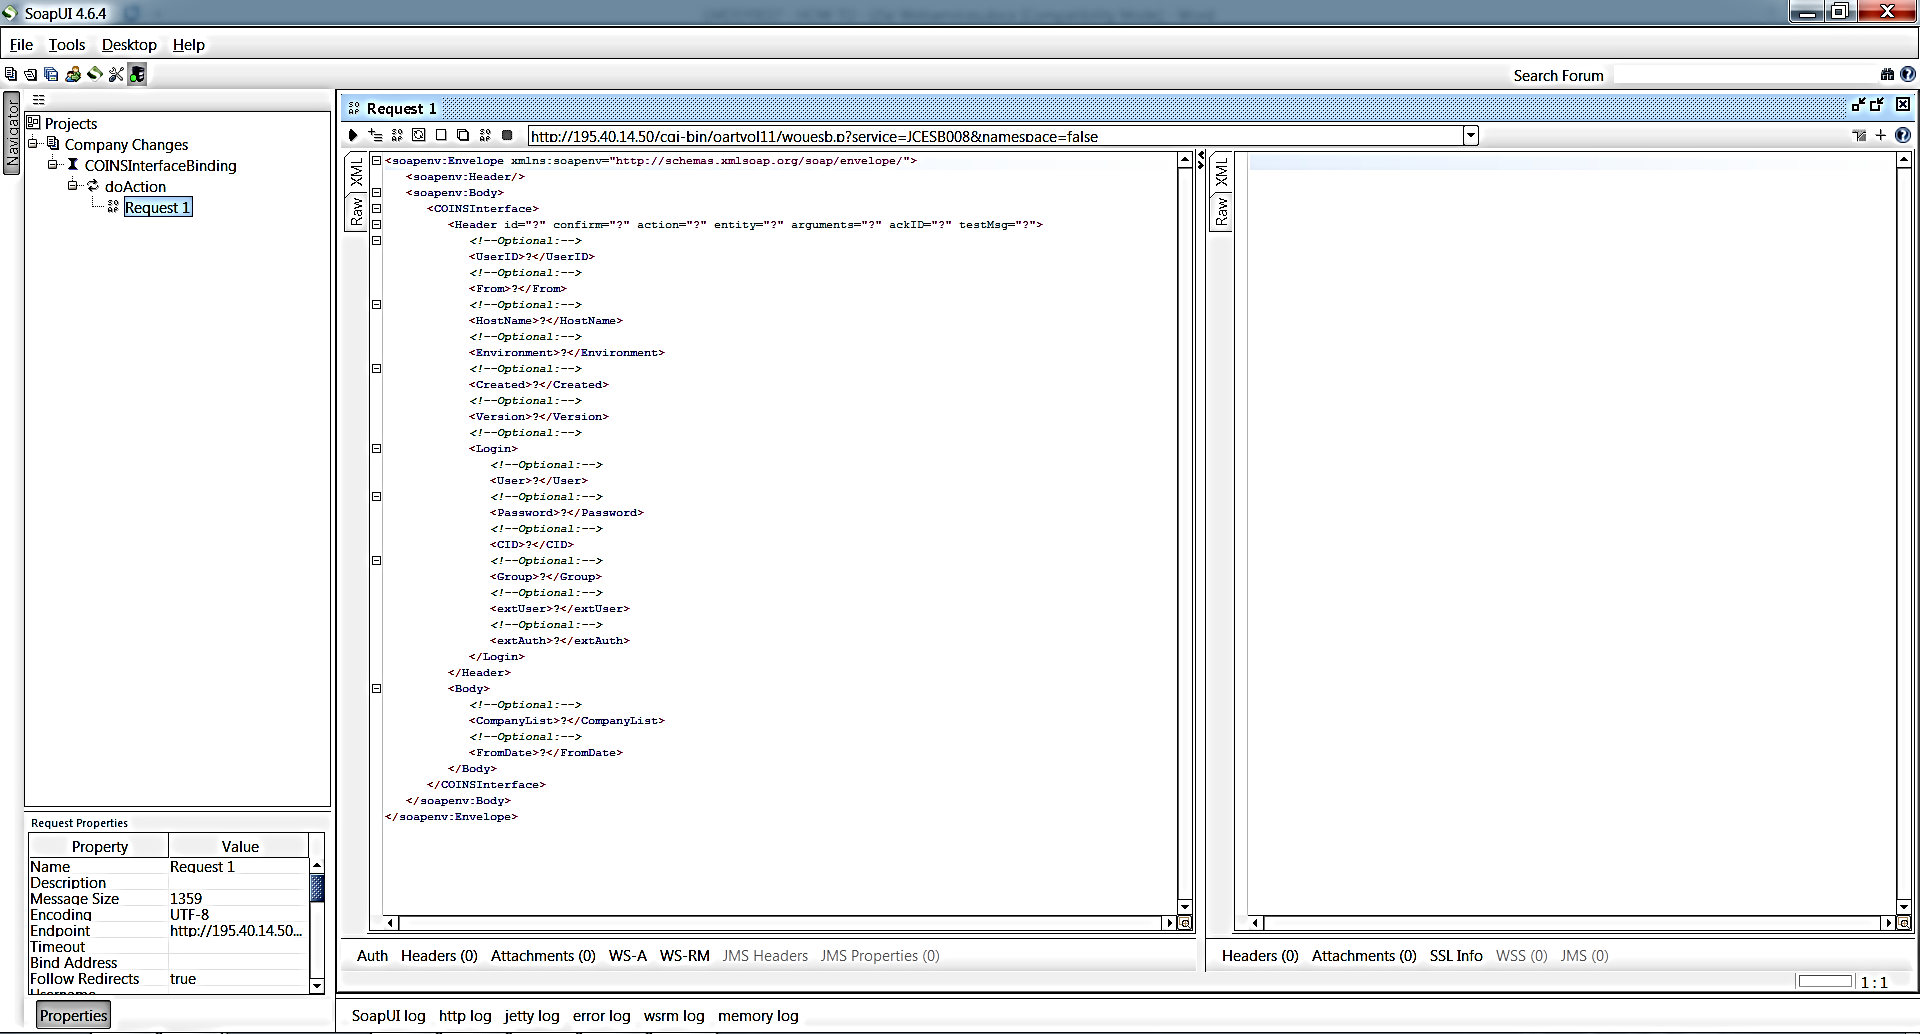 SoapUI 4.6.4
File Tools Desktop Help
Search Forum
Navigator
Projects
Company Changes
COINSInterfaceBinding
doAction
Request 1
Request 1
http://195.40.14.50/cgi-bin/oartvol11/wouesb.p?service=JCESB008&namespace=false
XML
Raw
<soapenv:Envelope xmlns:soapenv="http://schemas.xmlsoap.org/soap/envelope/">
<soapenv:Header/>
<soapenv:Body>
<COINSInterface>
<Header id="?" confirm="?" action="?" entity="?" arguments="?" ackID="?" testMsg="?">
<!--Optional:-->
<UserID>?</UserID>
<!--Optional:-->
<From>?</From>
<!--Optional:-->
<HostName>?</HostName>
<!--Optional:-->
<Environment>?</Environment>
<!--Optional:-->
<Created>?</Created>
<!--Optional:-->
<Version>?</Version>
<!--Optional:-->
<Login>
<!--Optional:-->
<User>?</User>
<!--Optional:-->
<Password>?</Password>
<!--Optional:-->
<CID>?</CID>
<!--Optional:-->
<Group>?</Group>
<!--Optional:-->
<extUser>?</extUser>
<!--Optional:-->
<extAuth>?</extAuth>
</Login>
</Header>
<Body>
<!--Optional:-->
<CompanyList>?</CompanyList>
<!--Optional:-->
<FromDate>?</FromDate>
</Body>
</COINSInterface>
</soapenv:Body>
</soapenv:Envelope>
XML
Raw
Auth Headers (0) Attachments (0) WS-A WS-RM JMS Headers JMS Properties (0)
Headers (0) Attachments (0) SSL Info WSS (0) JMS (0)
1 : 1
Request Properties
Property Value
Name Request 1
Description
Message Size 1359
Encoding UTF-8
Endpoint http://195.40.14.50...
Timeout
Bind Address
Follow Redirects true
Username
Properties
SoapUI log http log jetty log error log wsrm log memory log